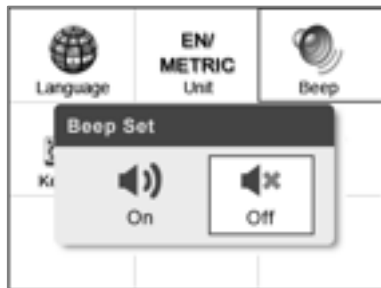 EN/
METRIC
Language
Unit
Beep
Beep Set
On
Off